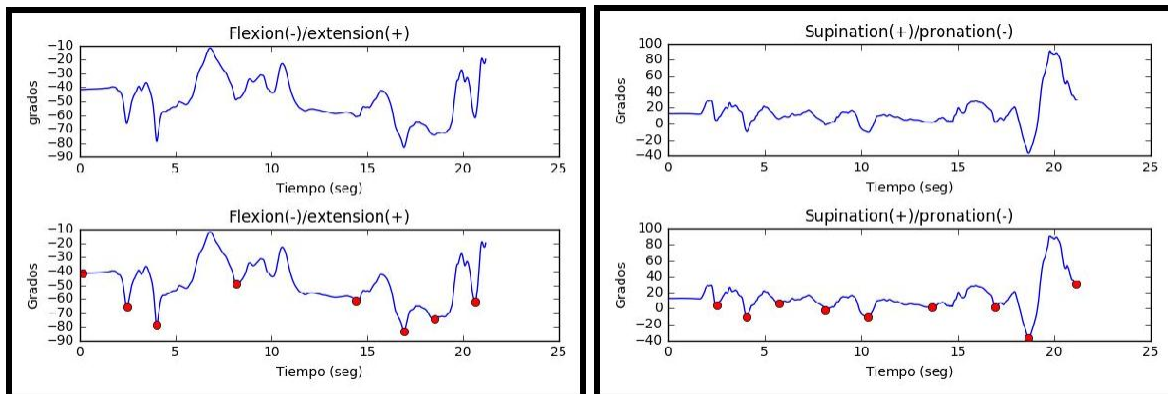 Flexion(-)/extension(+)
−10
−20
−30
−40
−50
−60
−70
−80
−90
grados
0 5 10 15 20 25
Tiempo (seg)
Flexion(-)/extension(+)
−10
−20
−30
−40
−50
−60
−70
−80
−90
Grados
0 5 10 15 20 25
Tiempo (seg)
Supination(+)/pronation(-)
100
80
60
40
20
0
−20
−40
Grados
0 5 10 15 20 25
Tiempo (seg)
Supination(+)/pronation(-)
100
80
60
40
20
0
−20
−40
Grados
0 5 10 15 20 25
Tiempo (seg)